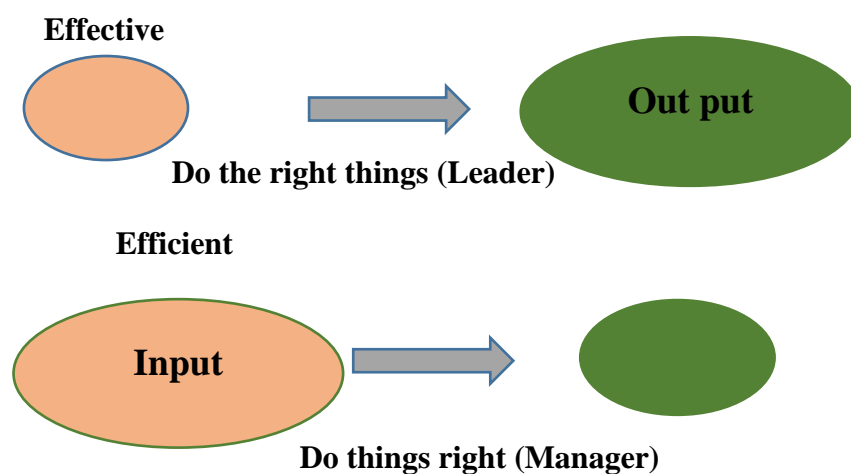 Effective
Out put
Do the right things (Leader)
Efficient
Input
Do things right (Manager)